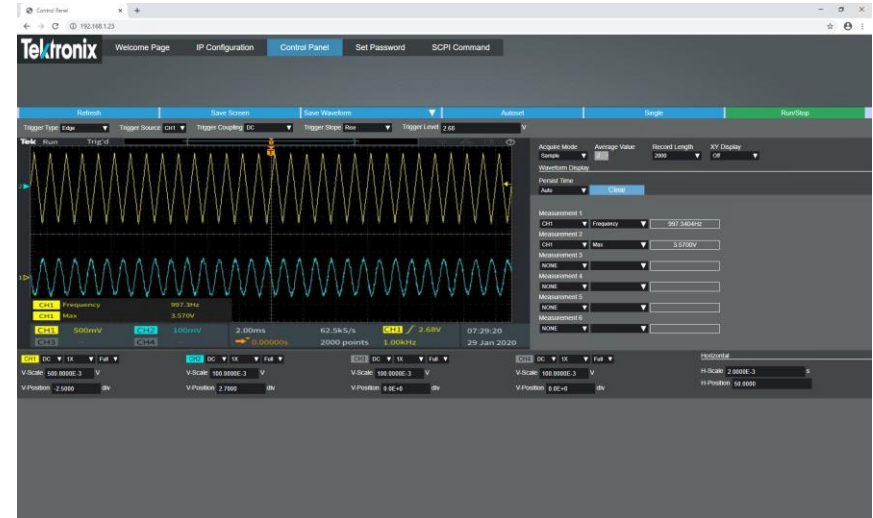 Control Panel
192.168.1.23
Tektronix
Welcome Page IP Configuration Control Panel Set Password SCPI Command
Refresh Save Screen Save Waveform Autoset Single Run/Stop
Trigger Type Edge Trigger Source CH1 Trigger Coupling DC Trigger Slope Rise Trigger Level 2.68 V
Tek Run Trig'd
Acquire Mode Average Value Record Length XY Display
Sample 2 2000 Off
Waveform Display
Persist Time
Auto Clear
Measurement 1
CH1 Frequency 997.3404Hz
Measurement 2
CH1 Max 3.5700V
Measurement 3
NONE
Measurement 4
NONE
Measurement 5
NONE
Measurement 6
NONE
CH1 Frequency 997.3Hz
CH1 Max 3.570V
CH1 500mV CH2 100mV 2.00ms 62.5kS/s CH1 2.68V 07:29:20
CH3 CH4 0.00000s 2000 points 1.00kHz 29 Jan 2020
CH1 DC 1X Full CH2 DC 1X Full CH3 DC 1X Full CH4 DC 1X Full Horizontal
V-Scale 500.0000E-3 V V-Scale 100.0000E-3 V V-Scale 100.0000E-3 V V-Scale 100.0000E-3 V H-Scale 2.0000E-3 s
V-Position -2.5000 div V-Position 2.7000 div V-Position 0.0E+0 div V-Position 0.0E+0 div H-Position 50.0000